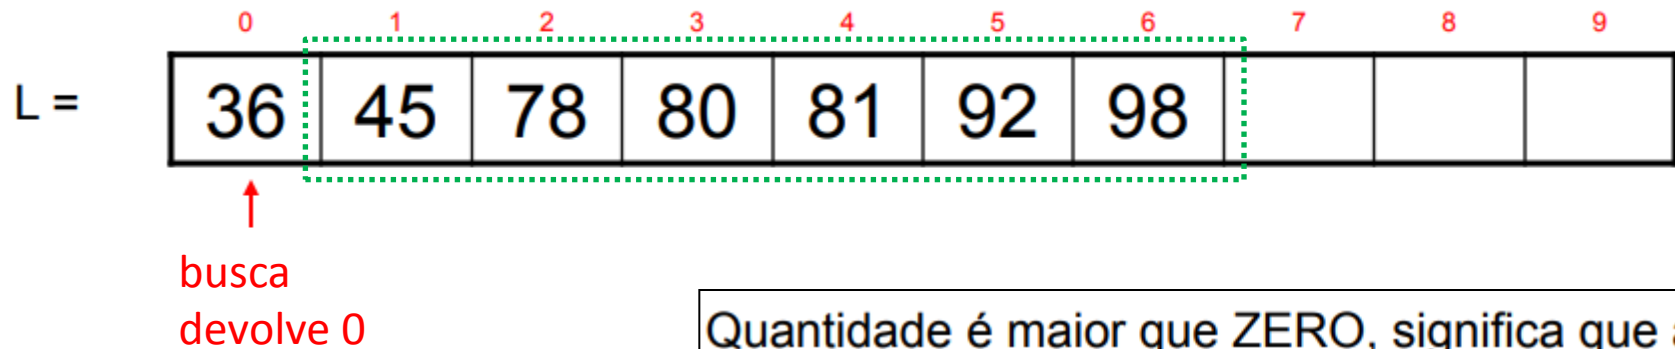 0 1 2 3 4 5 6 7 8 9
L = 36 45 78 80 81 92 98
busca
devolve 0
Quantidade é maior que ZERO, significa que